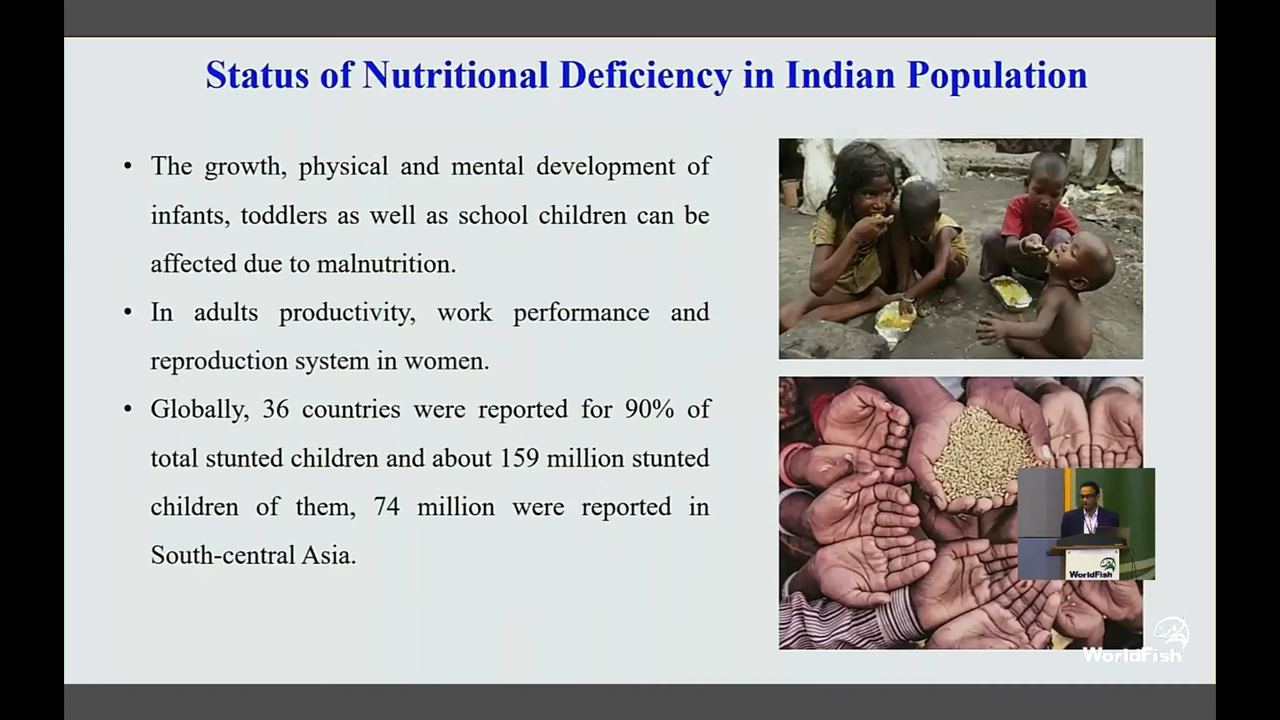 Status of Nutritional Deficiency in Indian Population
• The growth, physical and mental development of
infants, toddlers as well as school children can be
affected due to malnutrition.
• In adults productivity, work performance and
reproduction system in women.
• Globally, 36 countries were reported for 90% of
total stunted children and about 159 million stunted
children of them, 74 million were reported in
South-central Asia.
WorldFish
WorldFish